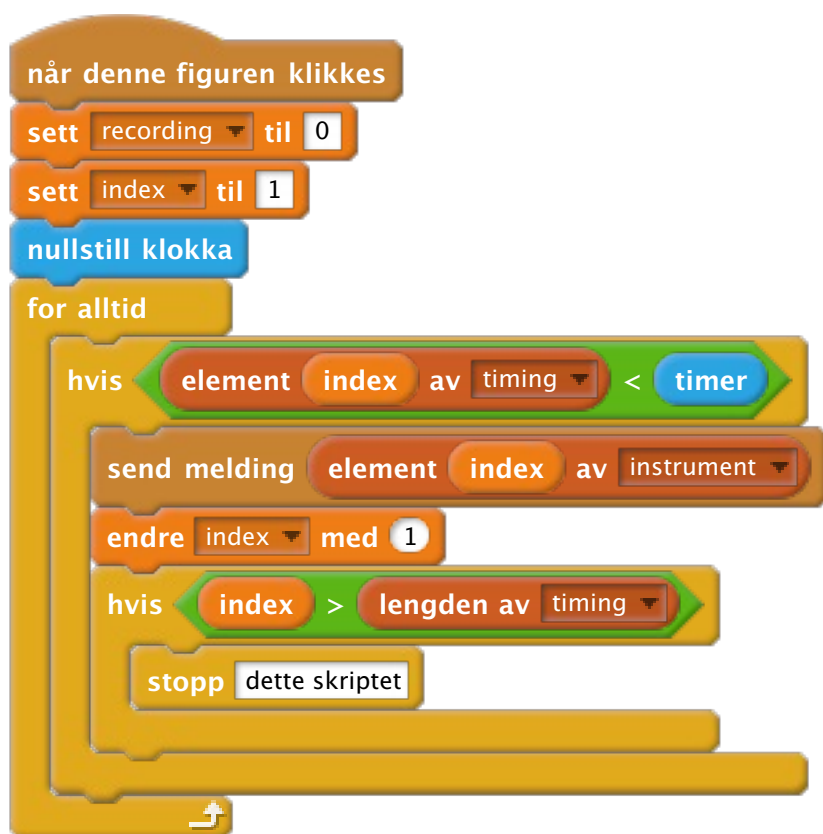 når denne figuren klikkes
sett recording til 0
sett index til 1
nullstill klokka
for alltid
hvis element index av timing < timer
send melding element index av instrument
endre index med 1
hvis index > lengden av timing
stopp dette skriptet